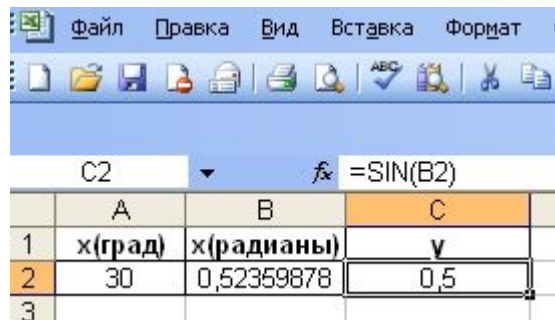 Файл Правка Вид Вставка Формат
ABC
C2 fx =SIN(B2)
A B C
1 x(град) x(радианы) y
2 30 0,52359878 0,5
3